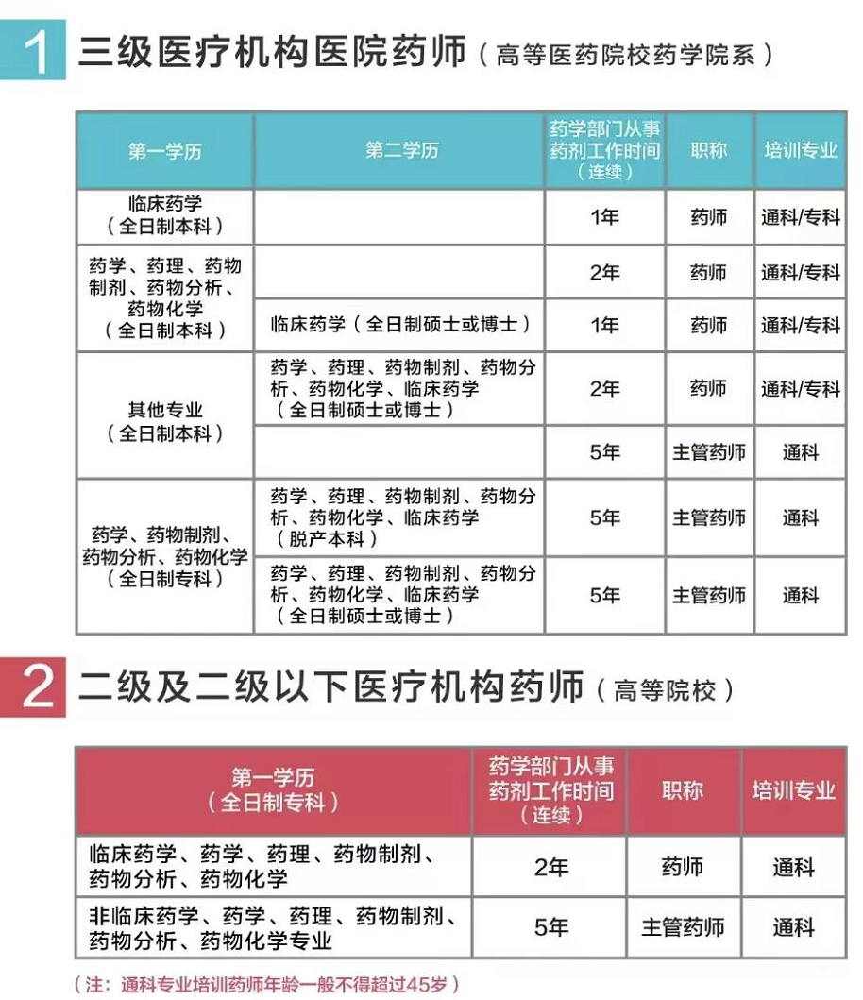 1
三级医疗机构医院药师（高等医药院校药学院系）
第一学历
第二学历
药学部门从事
药剂工作时间
（连续）
职称
培训专业
临床药学
（全日制本科）
1年
药师
通科/专科
药学、药理、药物
制剂、药物分析、
药物化学
（全日制本科）
2年
药师
通科/专科
临床药学（全日制硕士或博士）
1年
药师
通科/专科
其他专业
（全日制本科）
药学、药理、药物制剂、药物分
析、药物化学、临床药学
（全日制硕士或博士）
2年
药师
通科/专科
5年
主管药师
通科
药学、药物制剂、
药物分析、药物化学
（全日制专科）
药学、药理、药物制剂、药物分
析、药物化学、临床药学
（脱产本科）
5年
主管药师
通科
药学、药理、药物制剂、药物分
析、药物化学、临床药学
（全日制硕士或博士）
5年
主管药师
通科
2
二级及二级以下医疗机构药师（高等院校）
第一学历
（全日制专科）
药学部门从事
药剂工作时间
（连续）
职称
培训专业
临床药学、药学、药理、药物制剂、
药物分析、药物化学
2年
药师
通科
非临床药学、药学、药理、药物制剂、
药物分析、药物化学专业
5年
主管药师
通科
（注：通科专业培训药师年龄一般不得超过45岁）